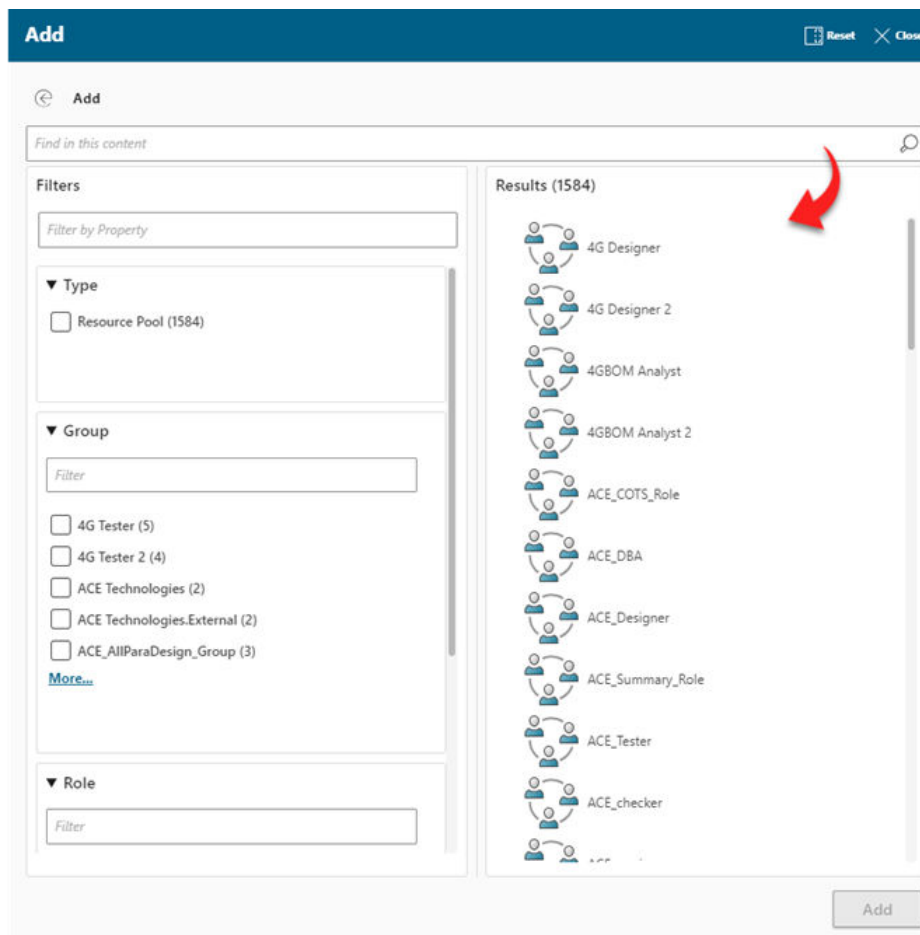 Add
Reset
Close
Add
Find in this content
Filters
Filter by Property
Type
Resource Pool (1584)
Group
Filter
4G Tester (5)
4G Tester 2 (4)
ACE Technologies (2)
ACE Technologies.External (2)
ACE_AllParaDesign_Group (3)
More...
Role
Filter
Results (1584)
4G Designer
4G Designer 2
4GBOM Analyst
4GBOM Analyst 2
ACE_COTS_Role
ACE_DBA
ACE_Designer
ACE_Summary_Role
ACE_Tester
ACE_checker
Add